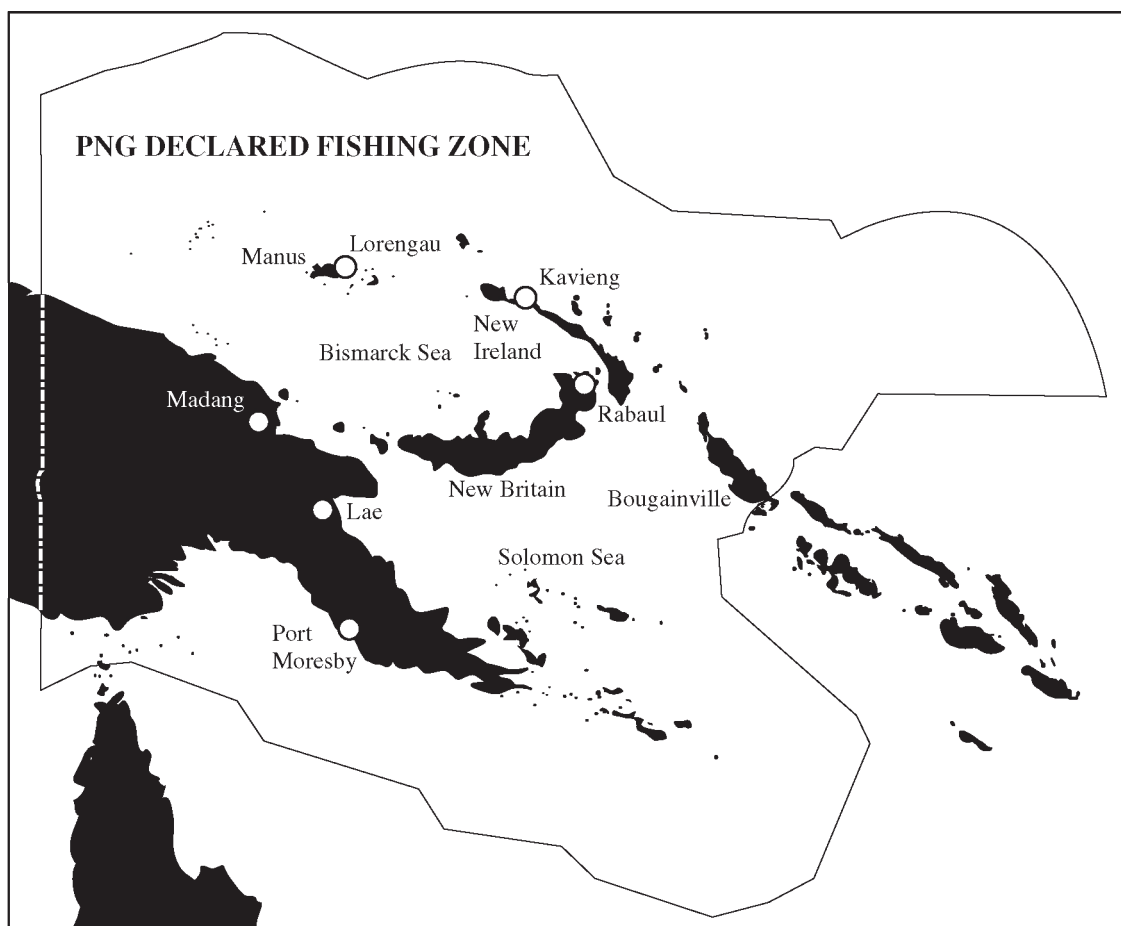 PNG DECLARED FISHING ZONE
Manus
Lorengau
Kavieng
New
Ireland
Bismarck Sea
Madang
Rabaul
New Britain
Bougainville
Lae
Solomon Sea
Port
Moresby